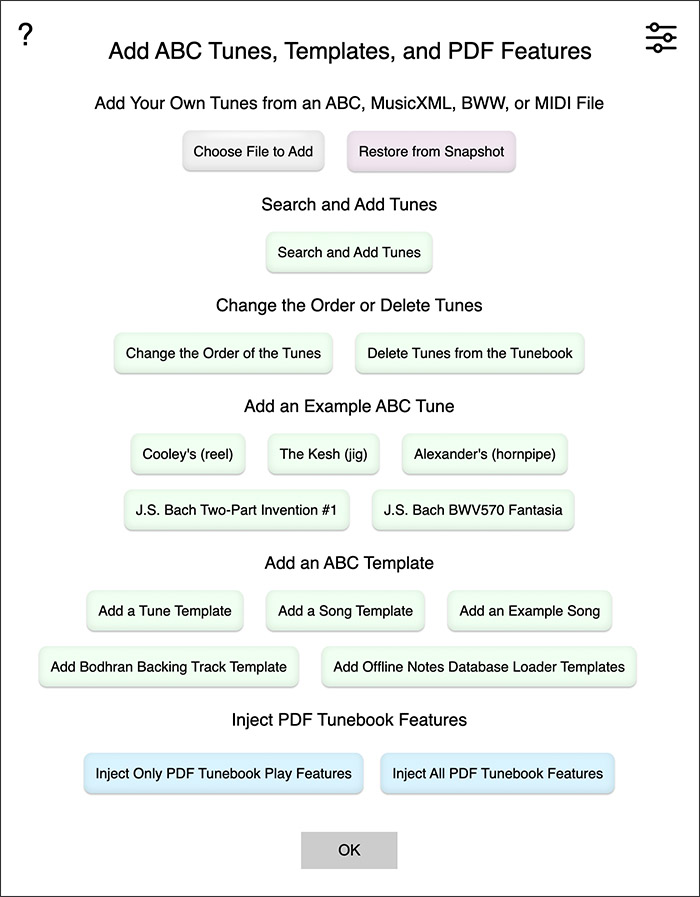 ?
Add ABC Tunes, Templates, and PDF Features
Add Your Own Tunes from an ABC, MusicXML, BWW, or MIDI File
Choose File to Add Restore from Snapshot
Search and Add Tunes
Search and Add Tunes
Change the Order or Delete Tunes
Change the Order of the Tunes Delete Tunes from the Tunebook
Add an Example ABC Tune
Cooley's (reel) The Kesh (jig) Alexander's (hornpipe)
J.S. Bach Two-Part Invention #1 J.S. Bach BWV570 Fantasia
Add an ABC Template
Add a Tune Template Add a Song Template Add an Example Song
Add Bodhran Backing Track Template Add Offline Notes Database Loader Templates
Inject PDF Tunebook Features
Inject Only PDF Tunebook Play Features Inject All PDF Tunebook Features
OK